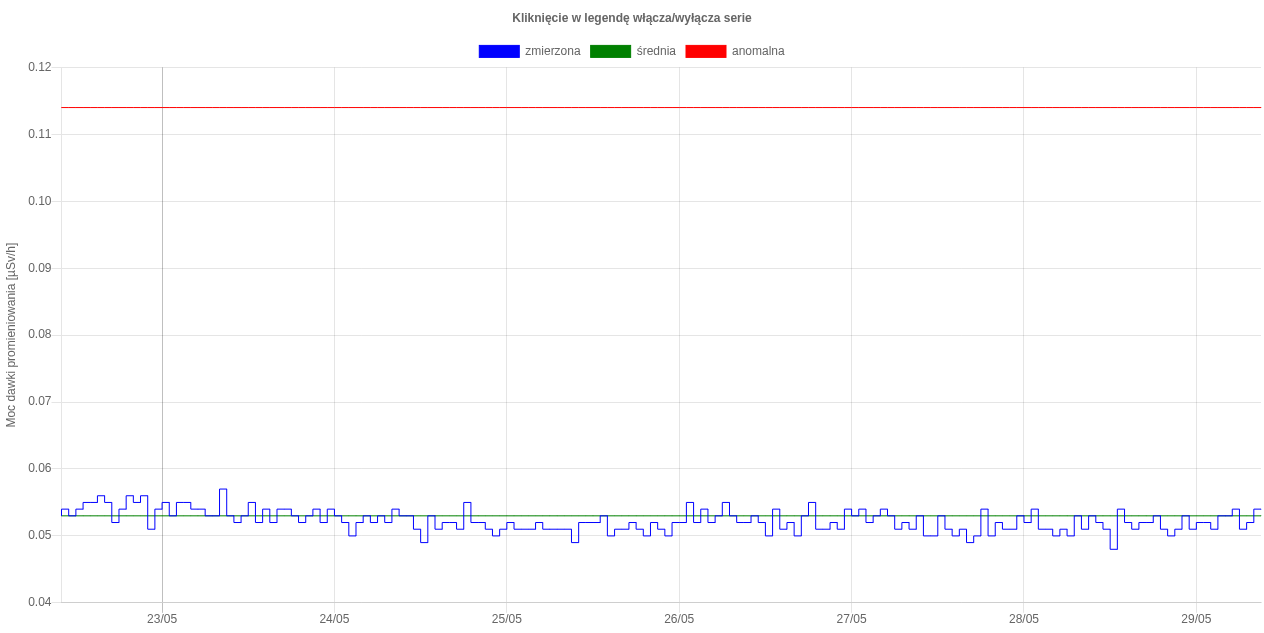 Kliknięcie w legendę włącza/wyłącza serie
zmierzona średnia anomalna
Moc dawki promieniowania [µSv/h]
0.12
0.11
0.10
0.09
0.08
0.07
0.06
0.05
0.04
23/05 24/05 25/05 26/05 27/05 28/05 29/05